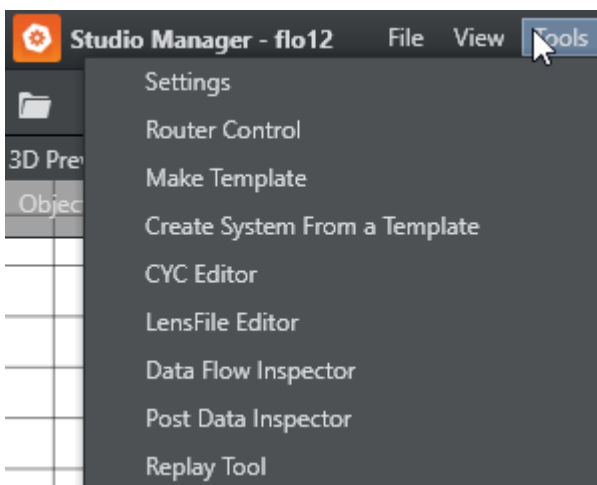 Studio Manager - flo12 File View Tools
Settings
Router Control
3D Prev
Make Template
Objec
Create System From a Template
CYC Editor
LensFile Editor
Data Flow Inspector
Post Data Inspector
Replay Tool